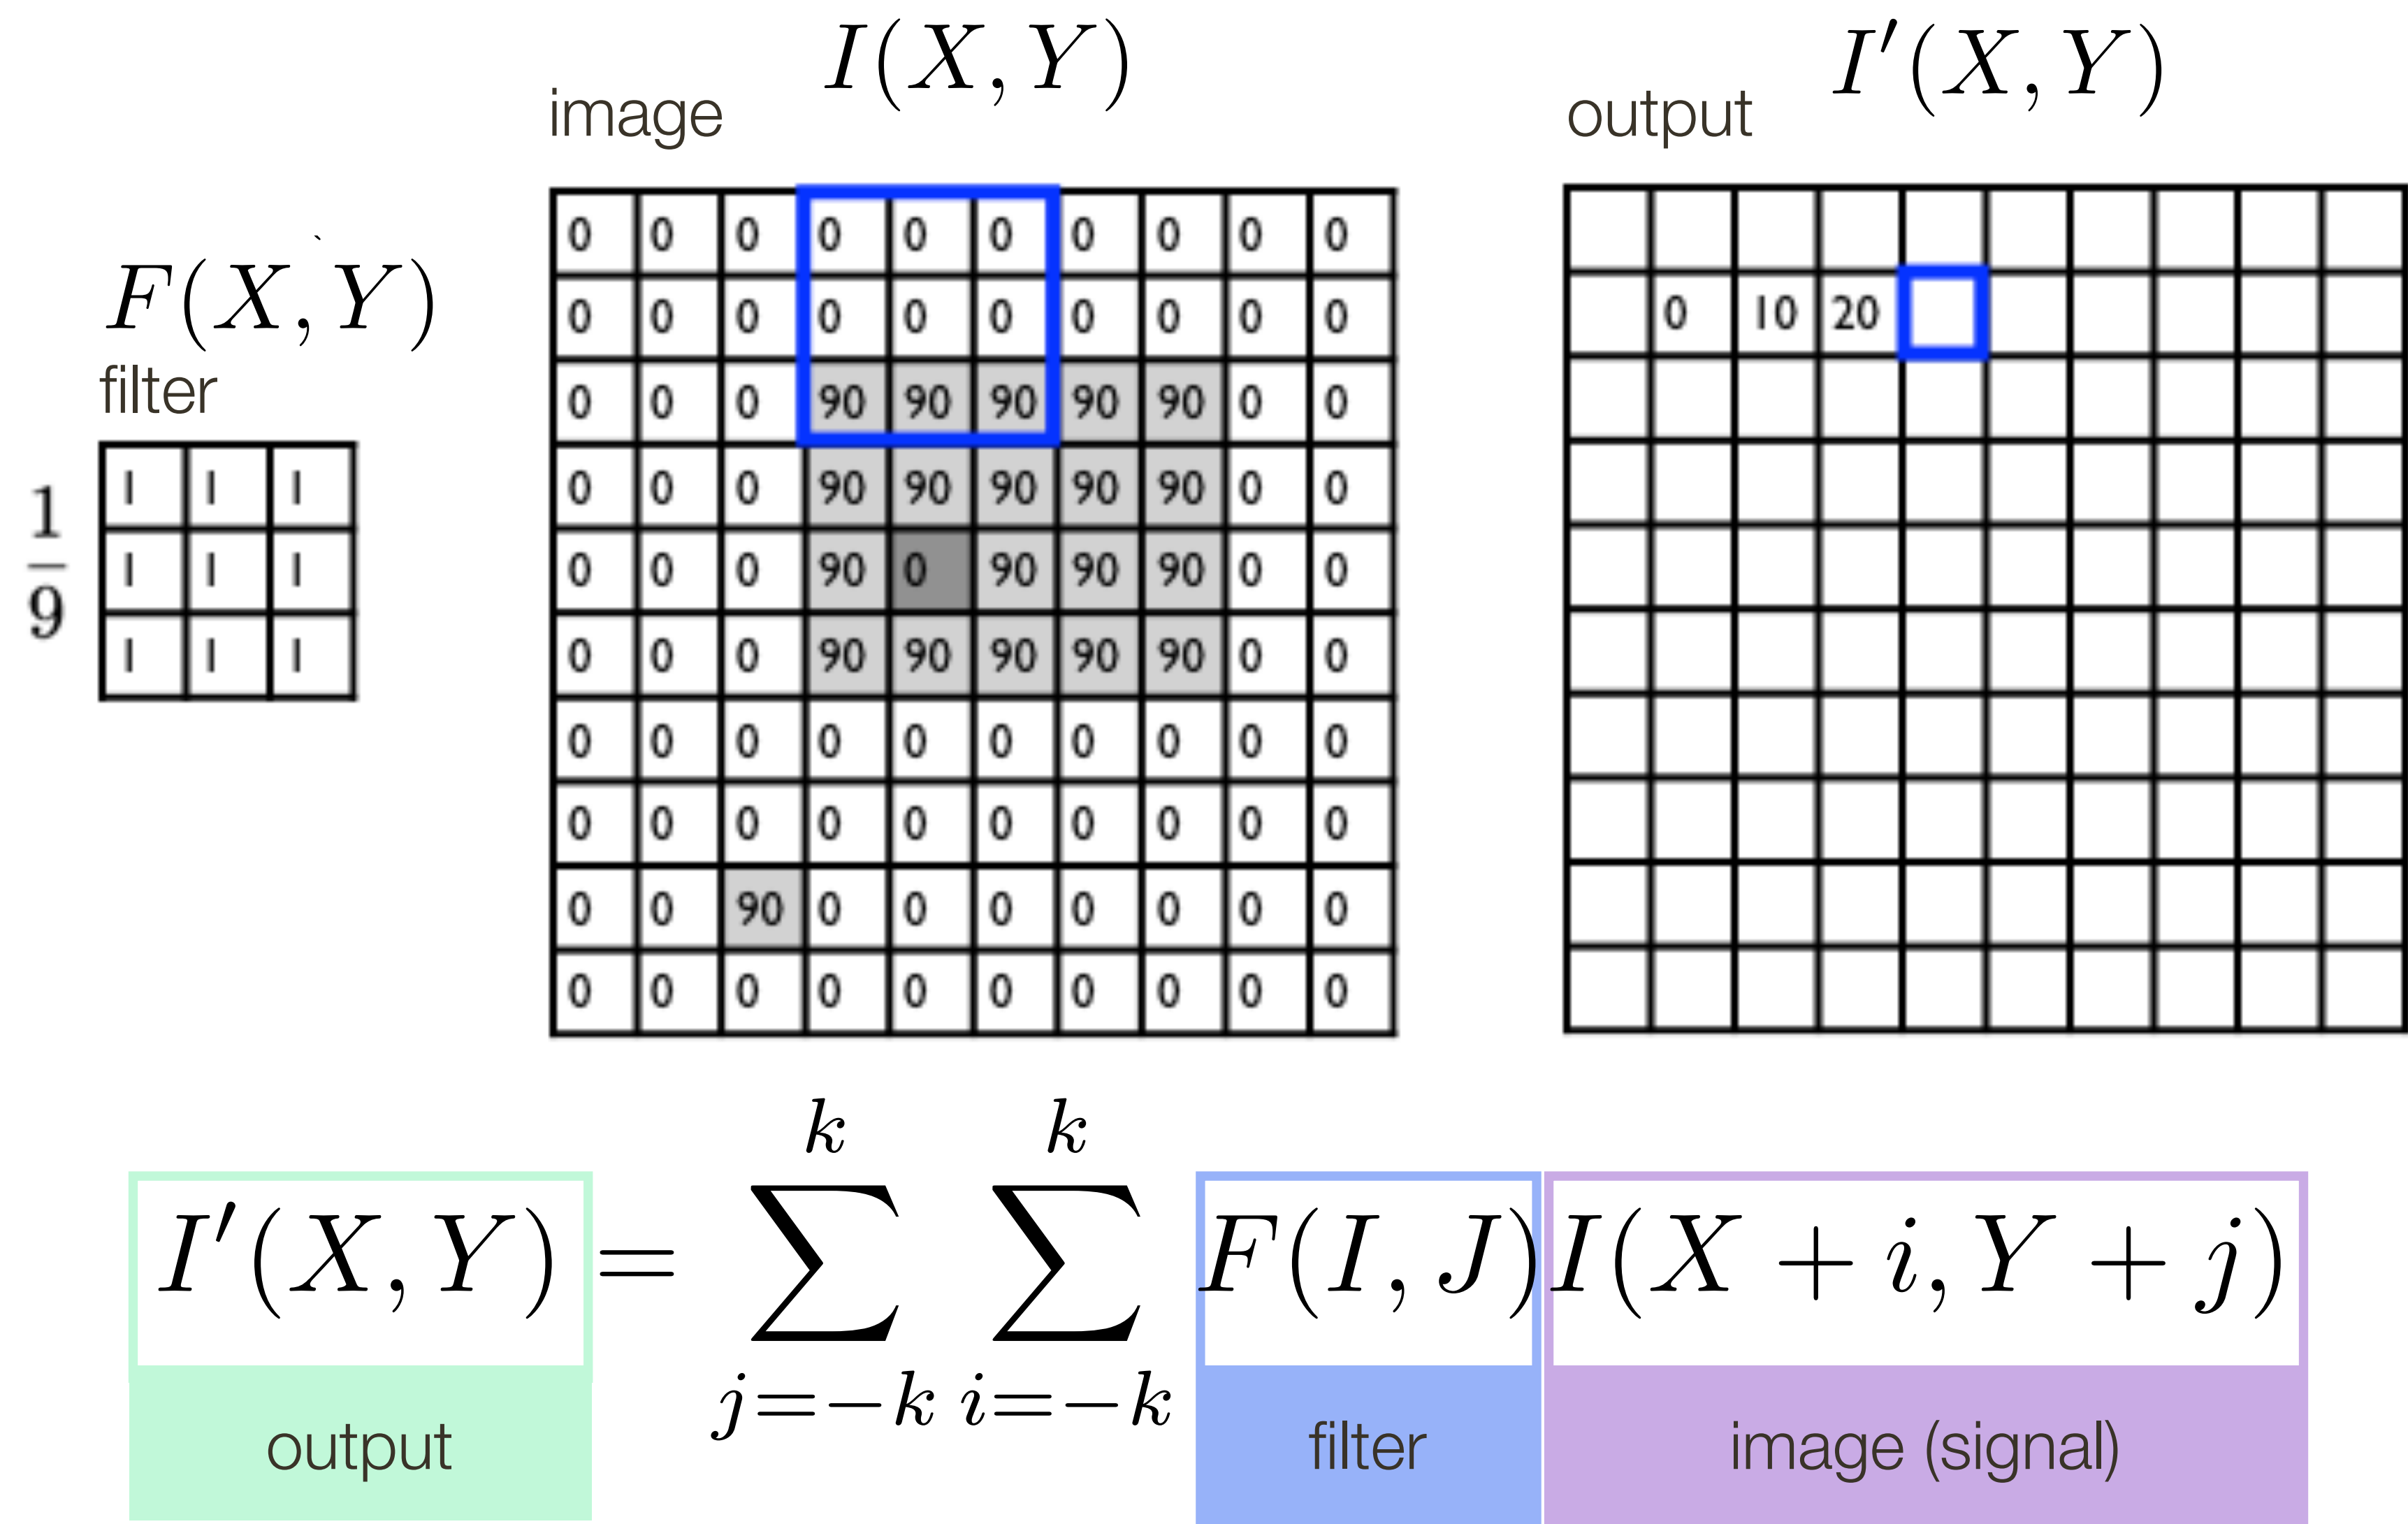 I(X, Y)
image
I′(X, Y)
output
F(X, Y)
filter
1/9
1 1 1
1 1 1
1 1 1
0 0 0 0 0 0 0 0 0 0
0 0 0 0 0 0 0 0 0 0
0 0 0 90 90 90 90 90 0 0
0 0 0 90 90 90 90 90 0 0
0 0 0 90 0 90 90 90 0 0
0 0 0 90 90 90 90 90 0 0
0 0 0 0 0 0 0 0 0 0
0 0 0 0 0 0 0 0 0 0
0 0 90 0 0 0 0 0 0 0
0 0 0 0 0 0 0 0 0 0
0 10 20
k k
I′(X, Y) = ∑ ∑ F(I, J) I(X + i, Y + j)
j=−k i=−k
output filter image (signal)